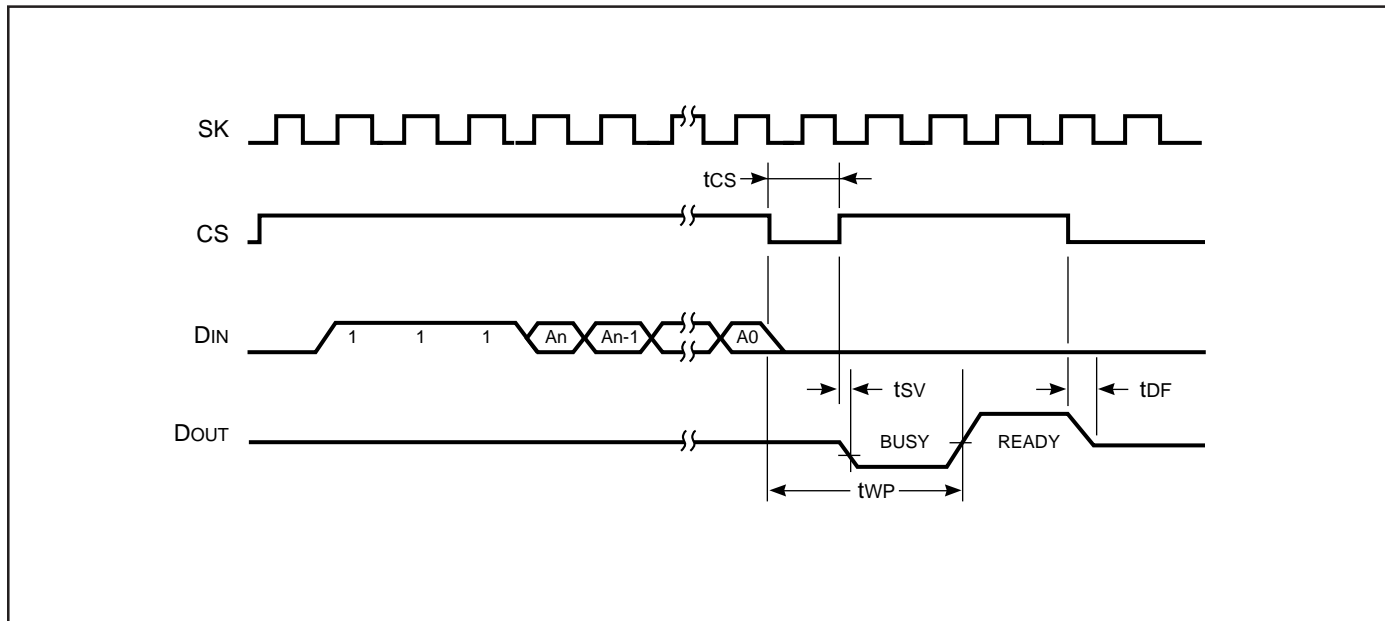 SK
tCS
CS
DIN
1 1 1 An An-1 A0
tSV
tDF
DOUT
BUSY
READY
tWP